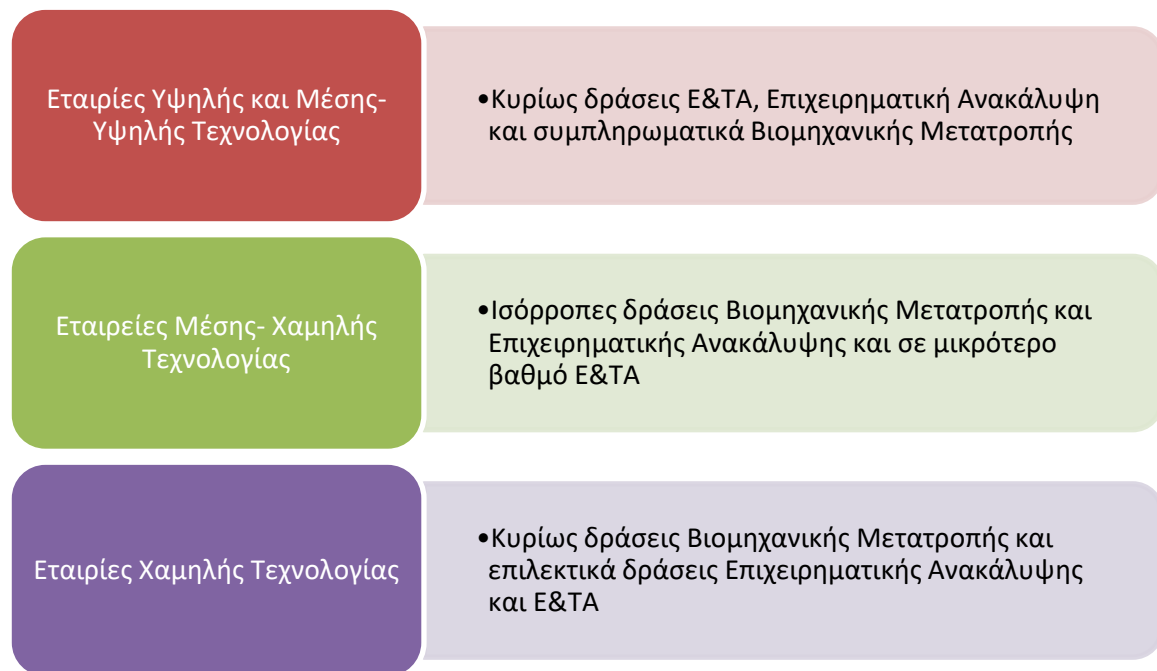 Εταιρίες Υψηλής και Μέσης-
Υψηλής Τεχνολογίας
•Κυρίως δράσεις Ε&ΤΑ, Επιχειρηματική Ανακάλυψη
και συμπληρωματικά Βιομηχανικής Μετατροπής
Εταιρείες Μέσης- Χαμηλής
Τεχνολογίας
•Ισόρροπες δράσεις Βιομηχανικής Μετατροπής και
Επιχειρηματικής Ανακάλυψης και σε μικρότερο
βαθμό Ε&ΤΑ
Εταιρίες Χαμηλής Τεχνολογίας
•Κυρίως δράσεις Βιομηχανικής Μετατροπής και
επιλεκτικά δράσεις Επιχειρηματικής Ανακάλυψης
και Ε&ΤΑ